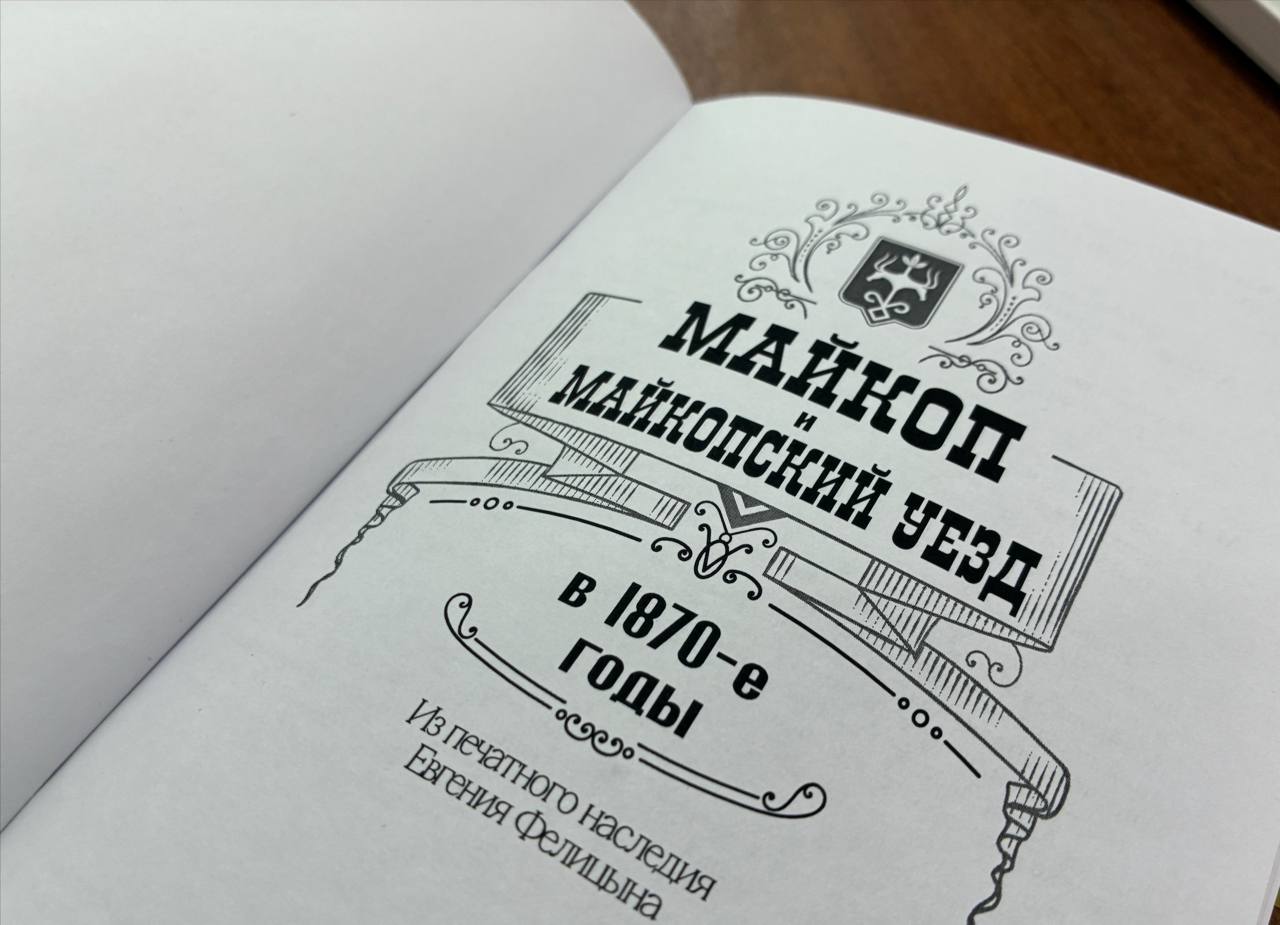 МАЙКОП
и
МАЙКОПСКИЙ УЕЗД
в 1870-е
годы
Из печатного наследия
Евгения Фелицына